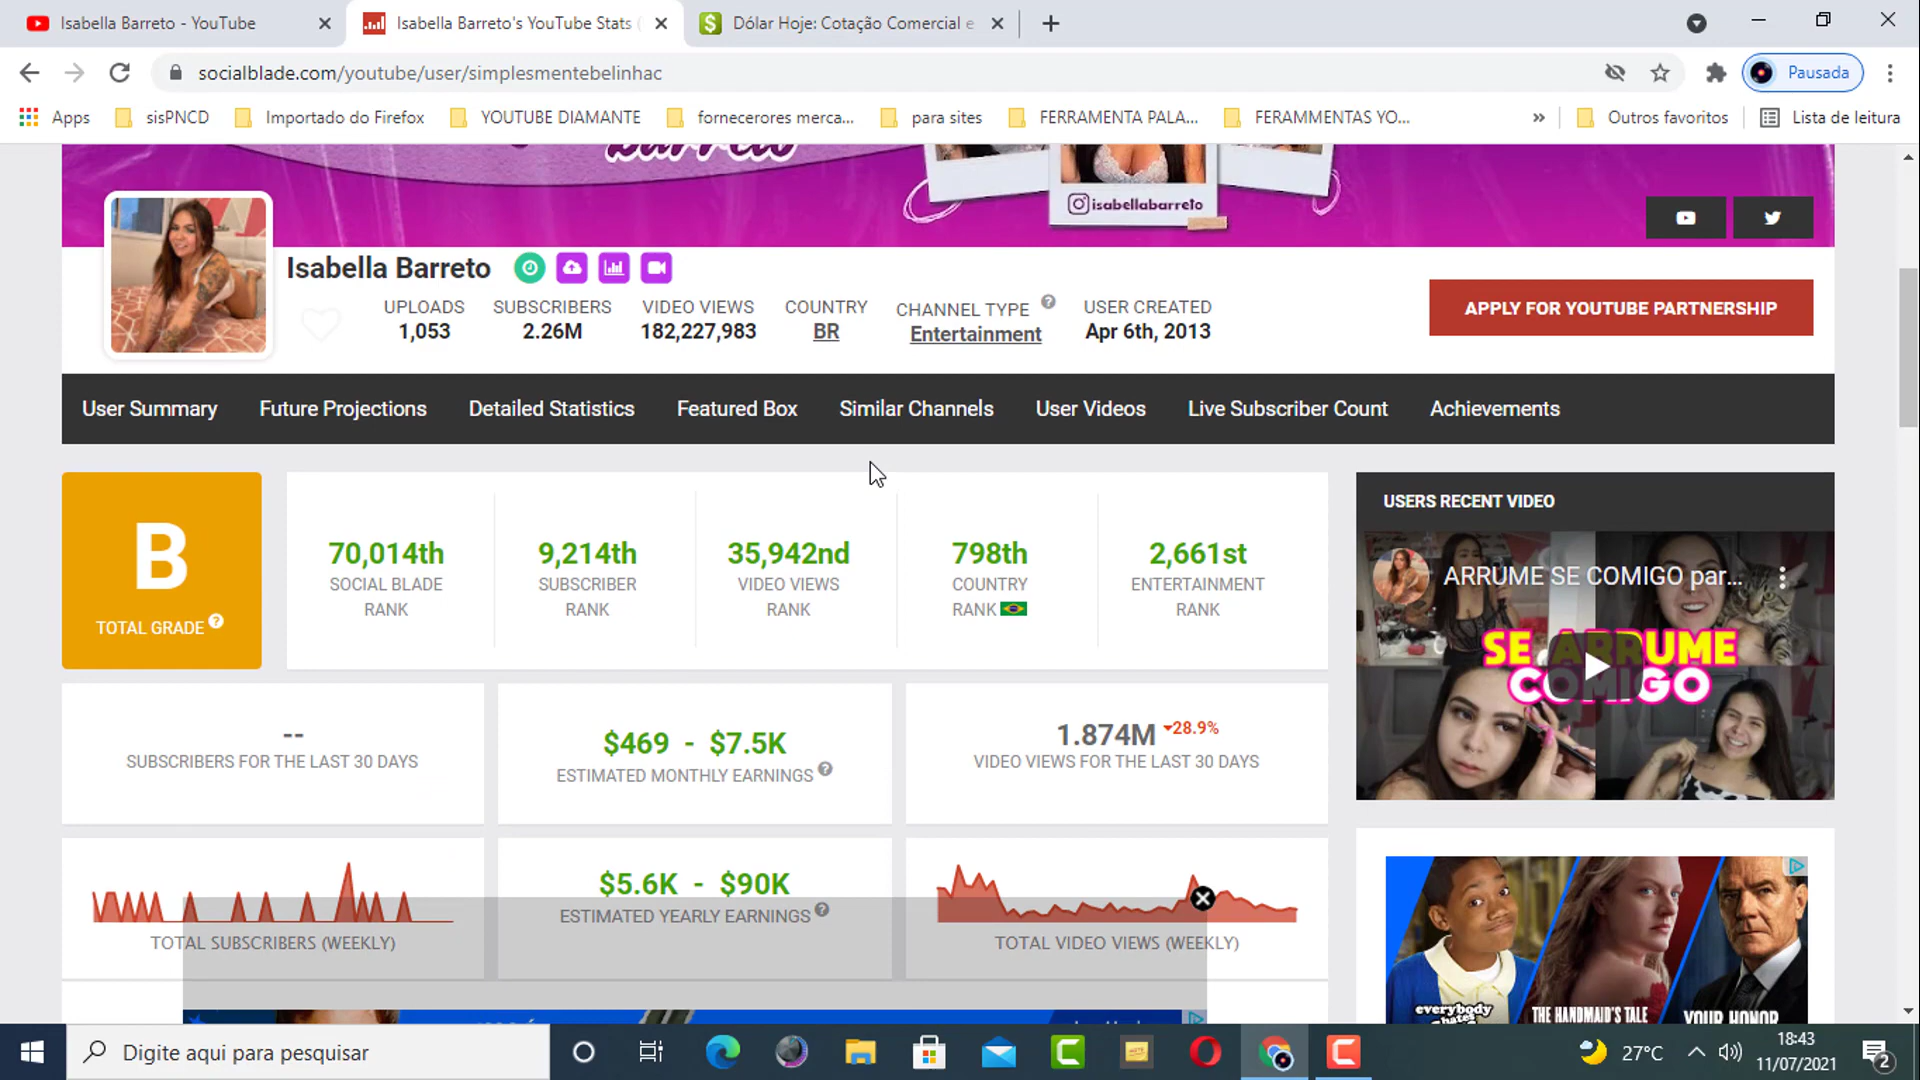 Isabella Barreto - YouTube
Isabella Barreto's YouTube Stats (
Dólar Hoje: Cotação Comercial e
socialblade.com/youtube/user/simplesmentebelinhac
Pausada
Apps
sisPNCD
Importado do Firefox
YOUTUBE DIAMANTE
fornecerores merca...
para sites
FERRAMENTA PALA...
FERAMMENTAS YO...
»
Outros favoritos
Lista de leitura
barreto
isabellabarreto
Isabella Barreto
UPLOADS
1,053
SUBSCRIBERS
2.26M
VIDEO VIEWS
182,227,983
COUNTRY
BR
CHANNEL TYPE
Entertainment
USER CREATED
Apr 6th, 2013
APPLY FOR YOUTUBE PARTNERSHIP
User Summary
Future Projections
Detailed Statistics
Featured Box
Similar Channels
User Videos
Live Subscriber Count
Achievements
B
TOTAL GRADE
70,014th
SOCIAL BLADE
RANK
9,214th
SUBSCRIBER
RANK
35,942nd
VIDEO VIEWS
RANK
798th
COUNTRY
RANK
2,661st
ENTERTAINMENT
RANK
USERS RECENT VIDEO
ARRUME SE COMIGO par...
SE ARRUME
COMIGO
--
SUBSCRIBERS FOR THE LAST 30 DAYS
$469 - $7.5K
ESTIMATED MONTHLY EARNINGS
1.874M
28.9%
VIDEO VIEWS FOR THE LAST 30 DAYS
TOTAL SUBSCRIBERS (WEEKLY)
$5.6K - $90K
ESTIMATED YEARLY EARNINGS
TOTAL VIDEO VIEWS (WEEKLY)
everybody
THE HANDMAID'S TALE
YOUR HONOR
Digite aqui para pesquisar
27°C
18:43
11/07/2021
2